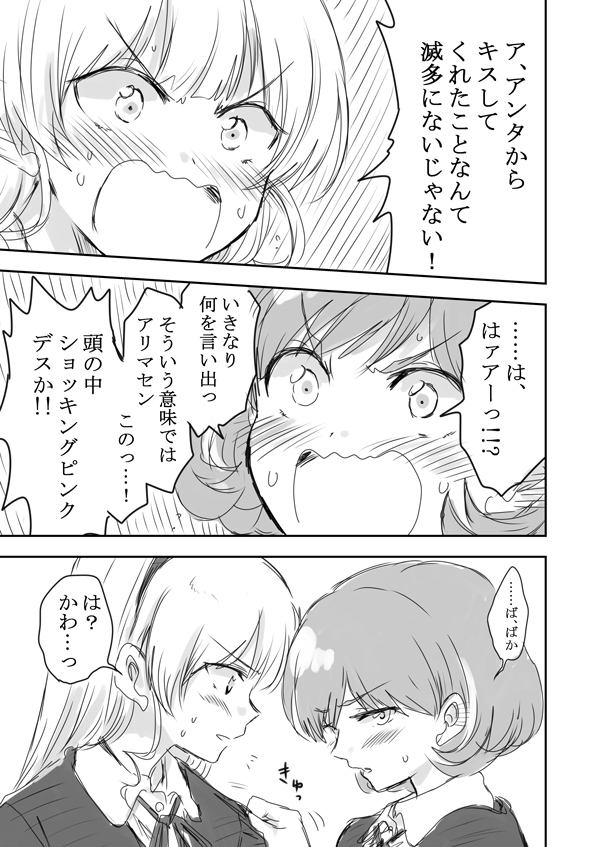 ア、アンタから
キスして
くれたことなんて
滅多にないじゃない！
……は、
はァアーっ!!?
いきなり
何を言い出っ
そういう意味では
アリマセン
このっ…！
頭の中
ショッキングピンク
デスか!!
……ば、ばか
は？
かわ…っ
きゅっ